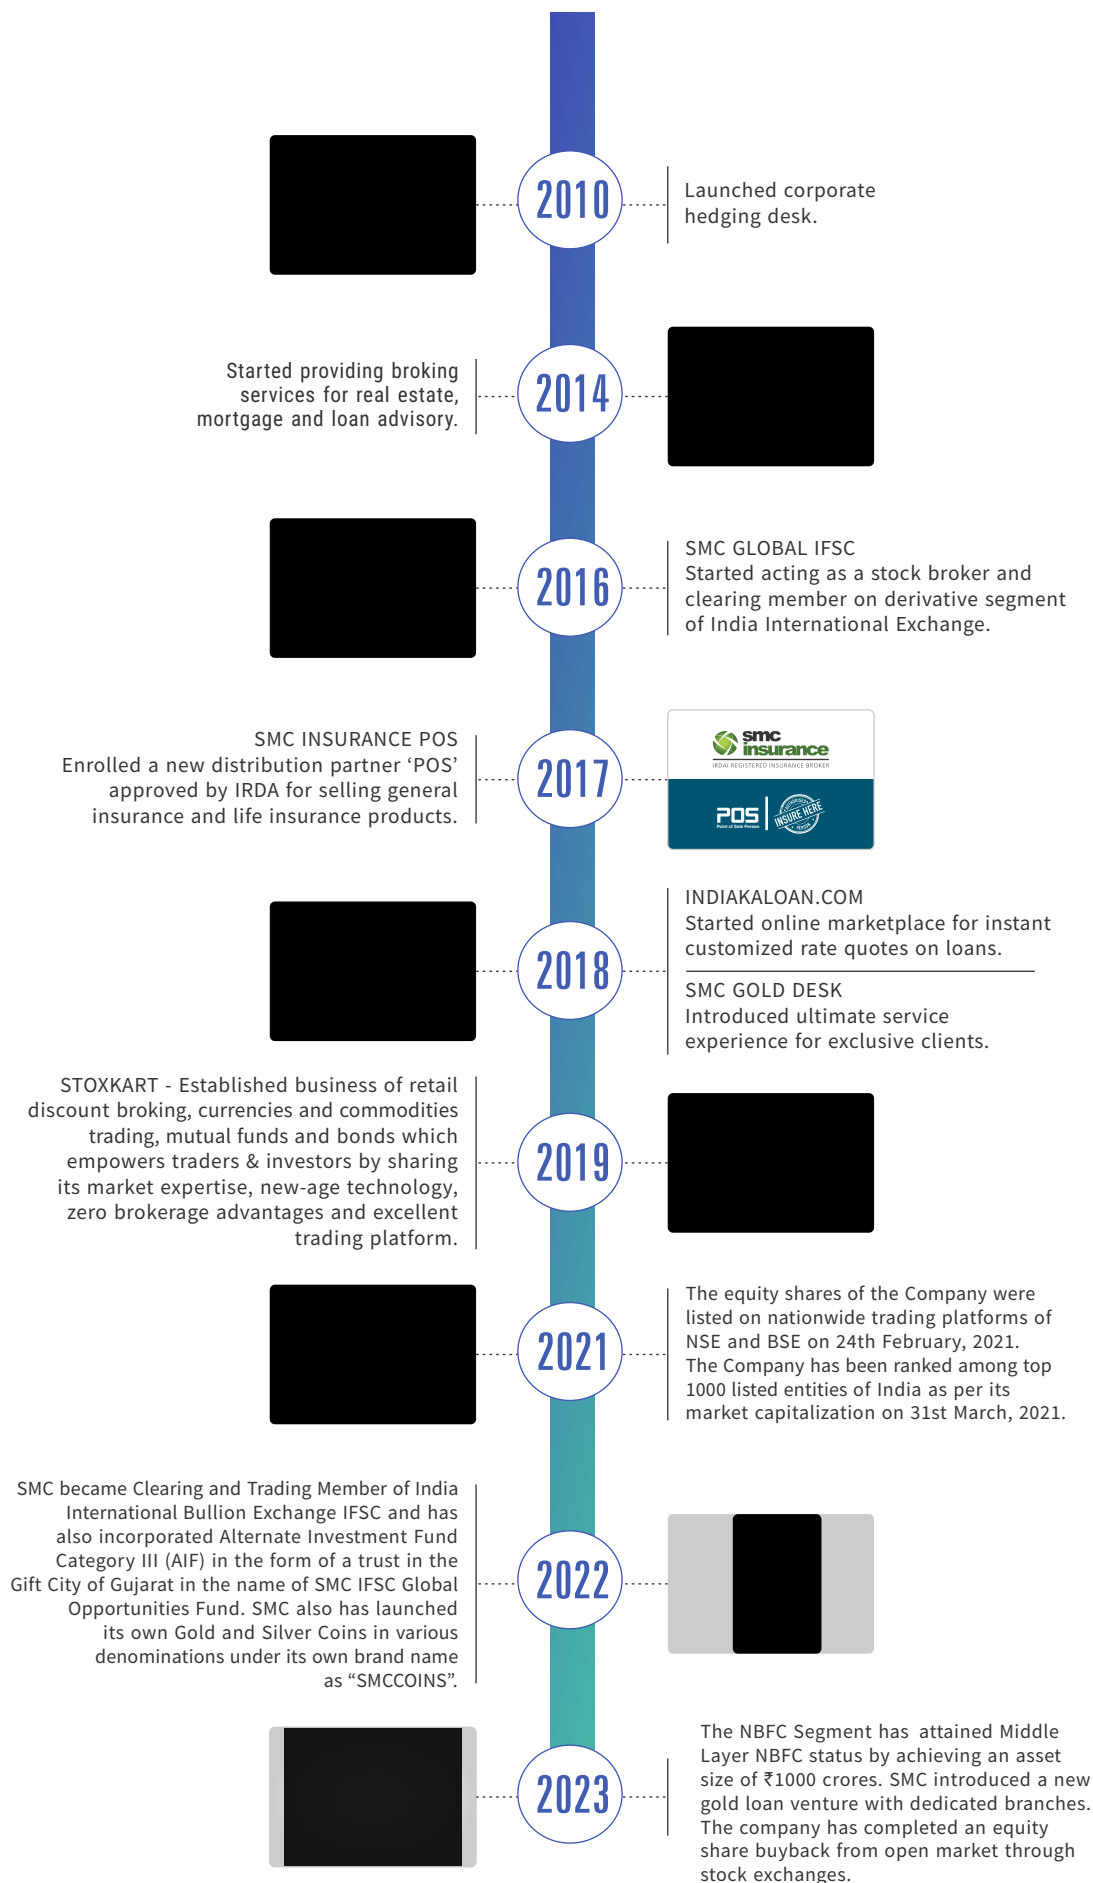 2010
Launched corporate
hedging desk.
Started providing broking
services for real estate,
mortgage and loan advisory.
2014
2016
SMC GLOBAL IFSC
Started acting as a stock broker and
clearing member on derivative segment
of India International Exchange.
SMC INSURANCE POS
Enrolled a new distribution partner ‘POS’
approved by IRDA for selling general
insurance and life insurance products.
2017
smc
insurance
IRDAI REGISTERED INSURANCE BROKER
POS
Point of Sale Person
INSURE HERE
PERSON
2018
INDIAKALOAN.COM
Started online marketplace for instant
customized rate quotes on loans.
SMC GOLD DESK
Introduced ultimate service
experience for exclusive clients.
STOXKART - Established business of retail
discount broking, currencies and commodities
trading, mutual funds and bonds which
empowers traders & investors by sharing
its market expertise, new-age technology,
zero brokerage advantages and excellent
trading platform.
2019
2021
The equity shares of the Company were
listed on nationwide trading platforms of
NSE and BSE on 24th February, 2021.
The Company has been ranked among top
1000 listed entities of India as per its
market capitalization on 31st March, 2021.
SMC became Clearing and Trading Member of India
International Bullion Exchange IFSC and has
also incorporated Alternate Investment Fund
Category III (AIF) in the form of a trust in the
Gift City of Gujarat in the name of SMC IFSC Global
Opportunities Fund. SMC also has launched
its own Gold and Silver Coins in various
denominations under its own brand name
as “SMCCOINS”.
2022
2023
The NBFC Segment has attained Middle
Layer NBFC status by achieving an asset
size of ₹1000 crores. SMC introduced a new
gold loan venture with dedicated branches.
The company has completed an equity
share buyback from open market through
stock exchanges.